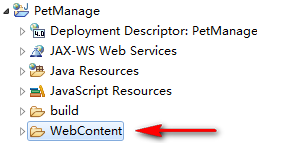 PetManage
Deployment Descriptor: PetManage
JAX-WS Web Services
Java Resources
JavaScript Resources
build
WebContent